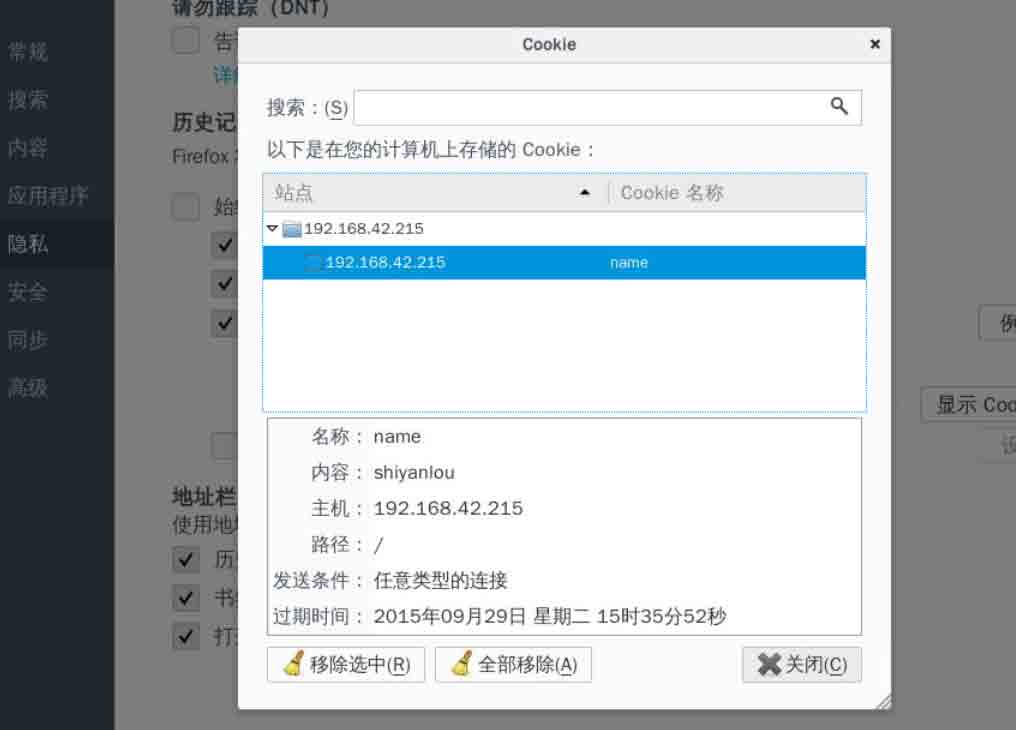 请勿跟踪（DNT）
常规
搜索
内容
应用程序
隐私
安全
同步
高级
告
详
历史记
Firefox
始
例
显示 Coo
设
地址栏
使用地
历
书
打
Cookie
搜索：(S)
以下是在您的计算机上存储的 Cookie：
站点 Cookie 名称
192.168.42.215
192.168.42.215 name
名称： name
内容： shiyanlou
主机： 192.168.42.215
路径： /
发送条件： 任意类型的连接
过期时间： 2015年09月29日 星期二 15时35分52秒
移除选中(R) 全部移除(A) 关闭(C)